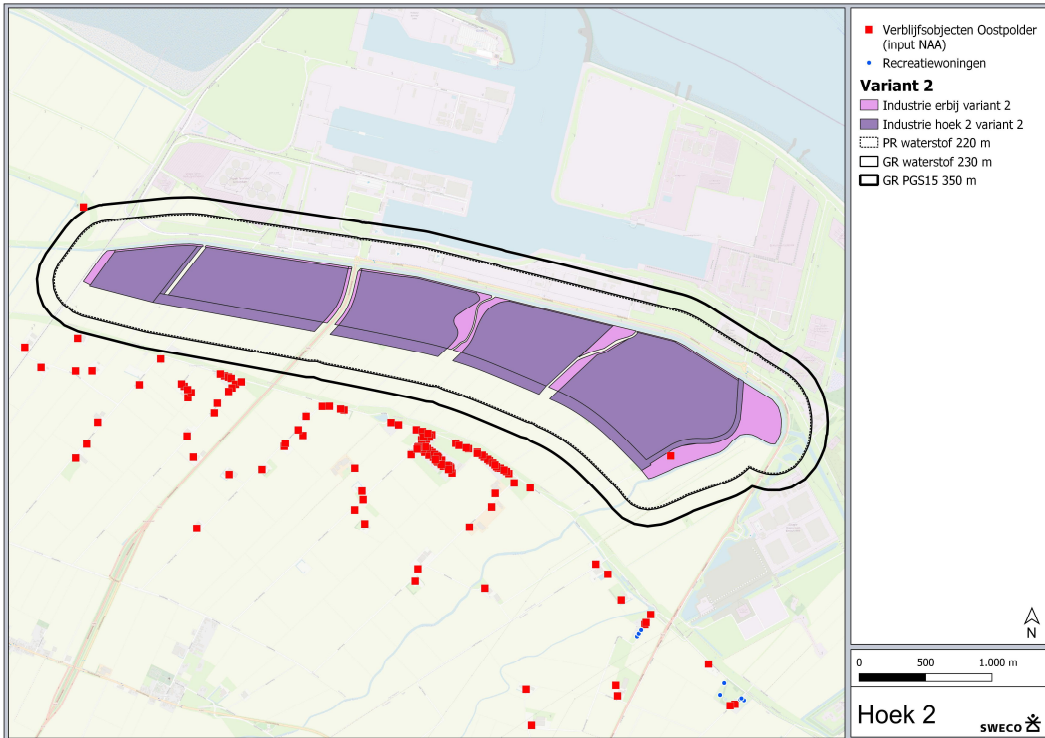 Verblijfsobjecten Oostpolder
(input NAA)
Recreatiewoningen
Variant 2
Industrie erbij variant 2
Industrie hoek 2 variant 2
PR waterstof 220 m
GR waterstof 230 m
GR PGS15 350 m
N
0 500 1.000 m
Hoek 2
SWECO